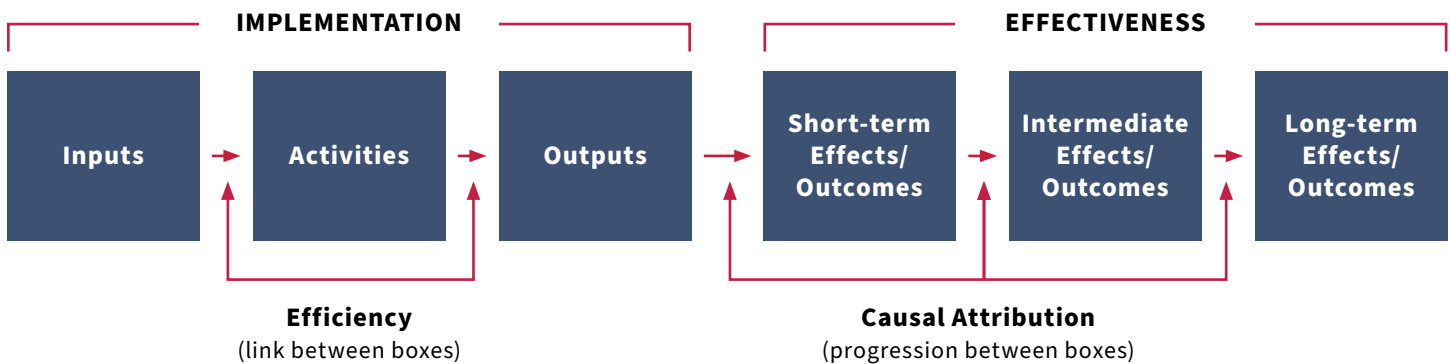 IMPLEMENTATION
EFFECTIVENESS
Inputs
Activities
Outputs
Short-term
Effects/
Outcomes
Intermediate
Effects/
Outcomes
Long-term
Effects/
Outcomes
Efficiency
(link between boxes)
Causal Attribution
(progression between boxes)